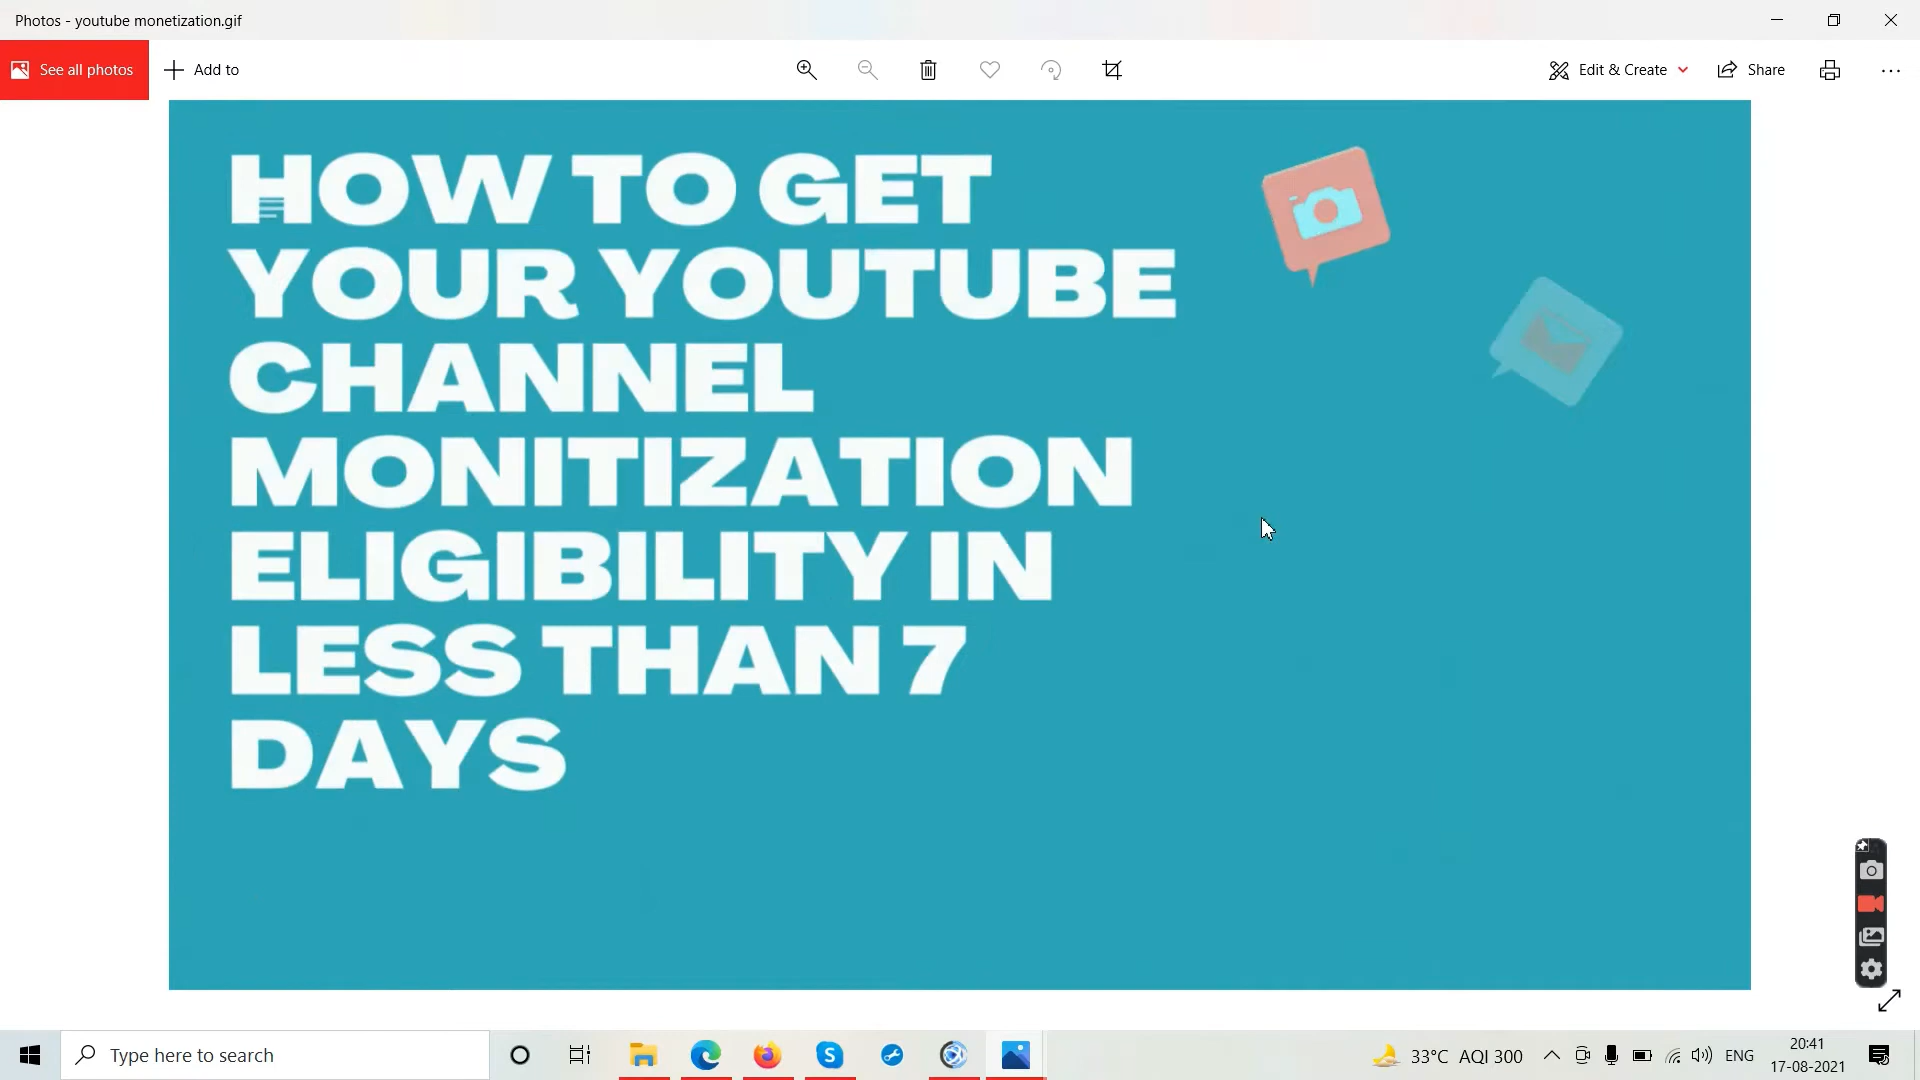 Photos - youtube monetization.gif
See all photos
Add to
Edit & Create
Share
HOW TO GET
YOUR YOUTUBE
CHANNEL
MONITIZATION
ELIGIBILITY IN
LESS THAN 7
DAYS
Type here to search
33°C AQI 300
ENG
20:41
17-08-2021